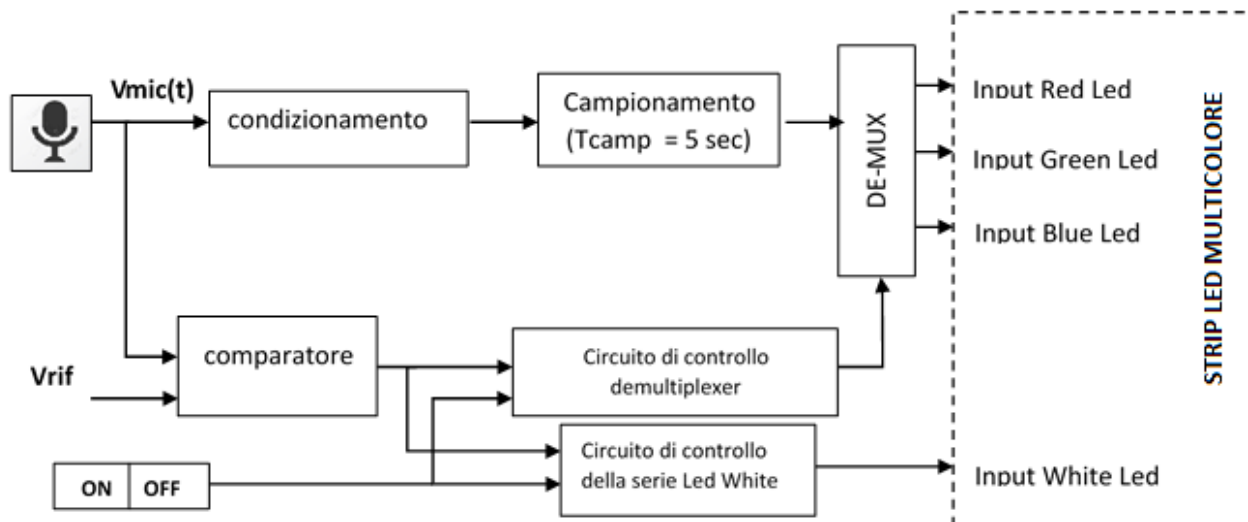 Vmic(t)
condizionamento
Campionamento
(Tcamp = 5 sec)
DE-MUX
Input Red Led
Input Green Led
Input Blue Led
STRIP LED MULTICOLORE
Vrif
comparatore
Circuito di controllo
demultiplexer
Circuito di controllo
della serie Led White
ON OFF
Input White Led